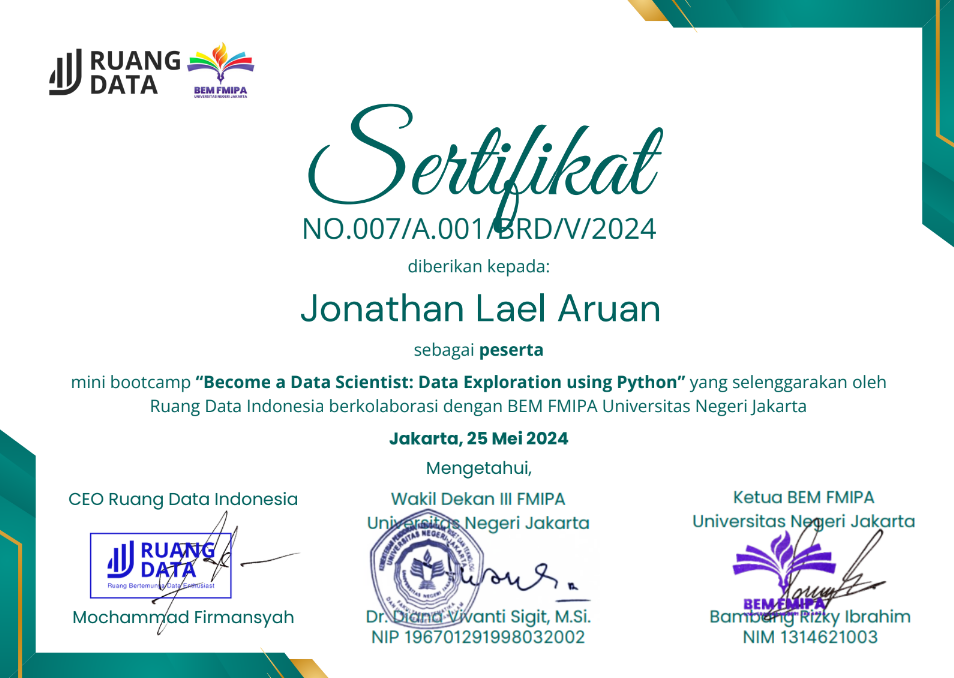 RUANG
DATA
BEM FMIPA
UNIVERSITAS NEGERI JAKARTA
Sertifikat
NO.007/A.001/BRD/V/2024
diberikan kepada:
Jonathan Lael Aruan
sebagai peserta
mini bootcamp “Become a Data Scientist: Data Exploration using Python” yang selenggarakan oleh
Ruang Data Indonesia berkolaborasi dengan BEM FMIPA Universitas Negeri Jakarta
Jakarta, 25 Mei 2024
Mengetahui,
CEO Ruang Data Indonesia
RUANG
DATA
Ruang Bertemunya Data Enthusiast
Mochammad Firmansyah
Wakil Dekan III FMIPA
Universitas Negeri Jakarta
UNIVERSITAS NEGERI JAKARTA
Dr. Diana Vivanti Sigit, M.Si.
NIP 196701291998032002
Ketua BEM FMIPA
Universitas Negeri Jakarta
BEM FMIPA
Bambang Rizky Ibrahim
NIM 1314621003